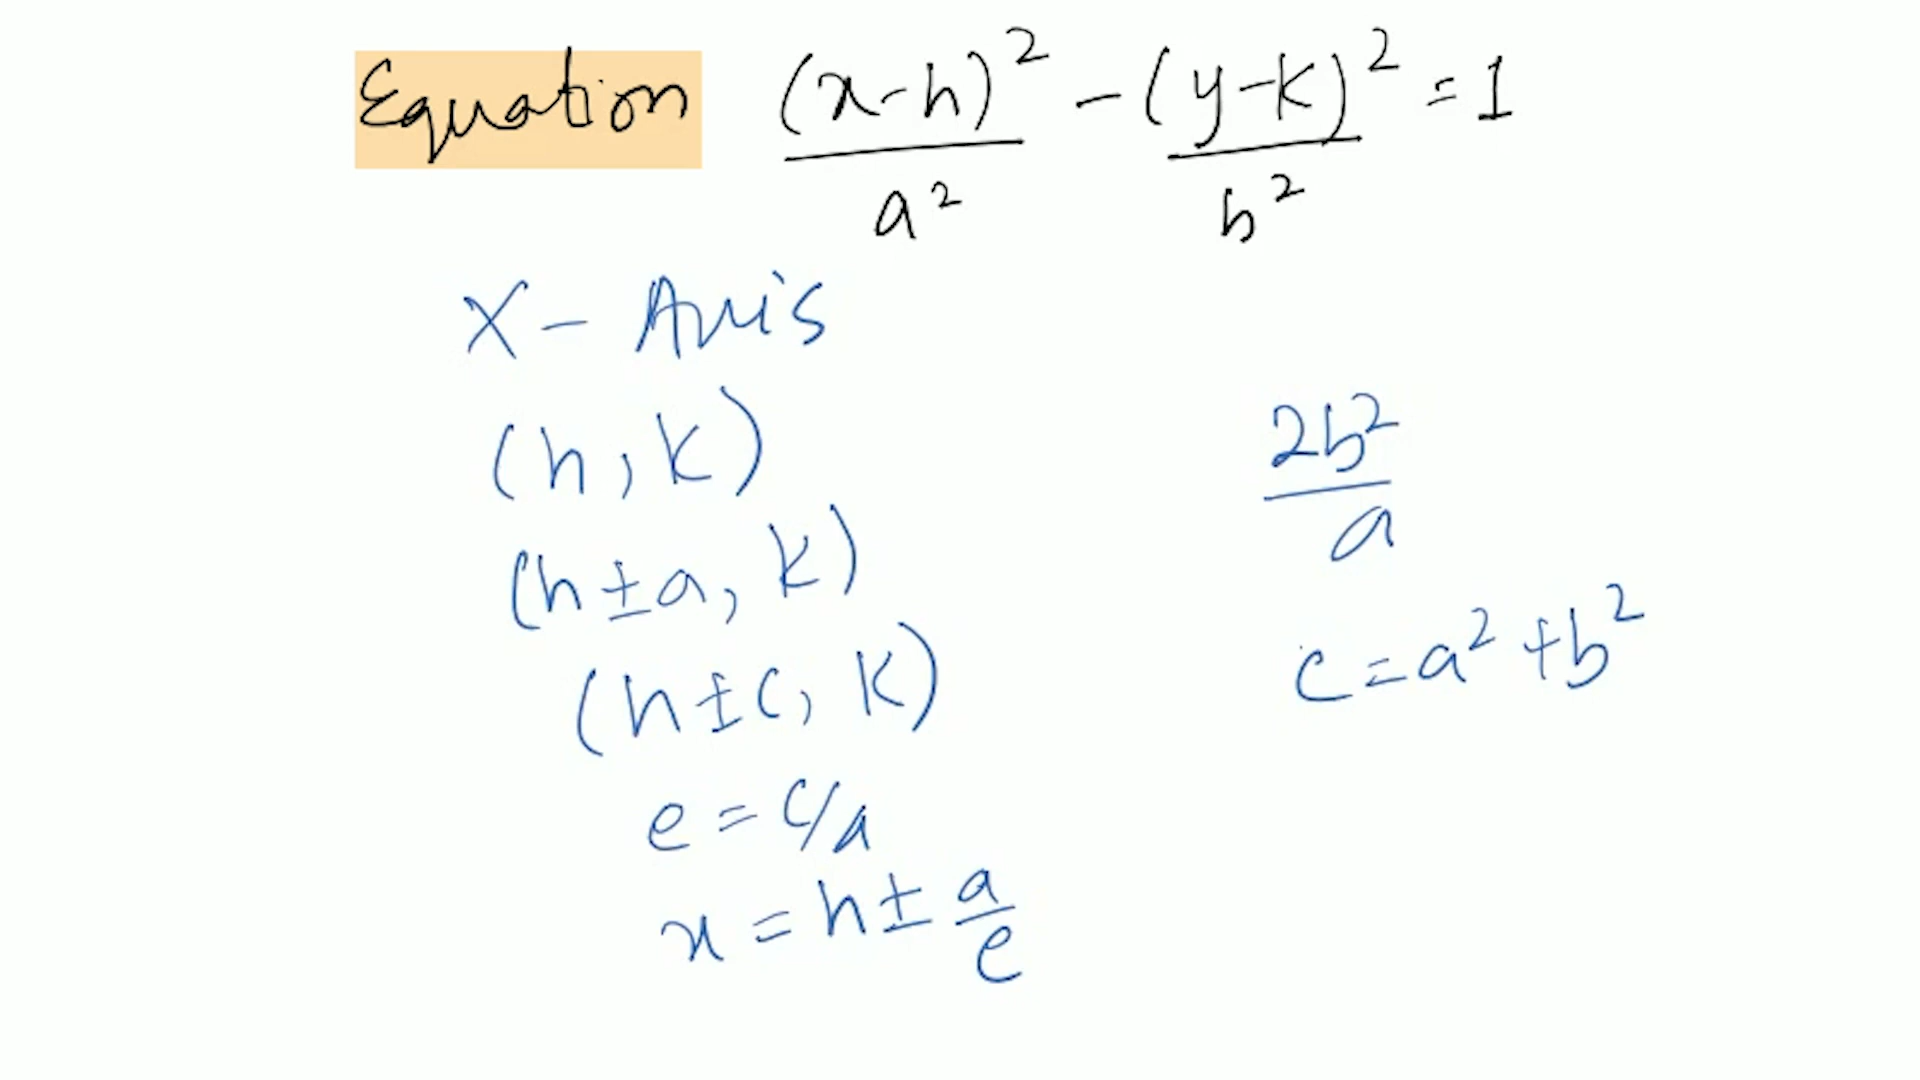 Equation (x-h)²/a² - (y-k)²/b² = 1
X - Axis
(h, k)
(h ± a, k)
(h ± c, k)
e = c/a
x = h ± a/e
2b²/a
c = a² + b²